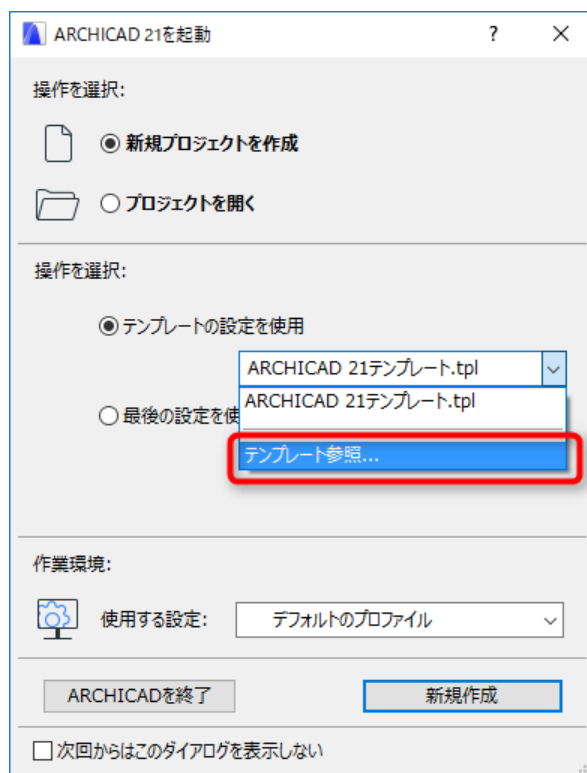 ARCHICAD 21を起動
?
操作を選択:
新規プロジェクトを作成
プロジェクトを開く
操作を選択:
テンプレートの設定を使用
ARCHICAD 21テンプレート.tpl
ARCHICAD 21テンプレート.tpl
最後の設定を使
テンプレート参照...
作業環境:
使用する設定: デフォルトのプロファイル
ARCHICADを終了 新規作成
次回からはこのダイアログを表示しない